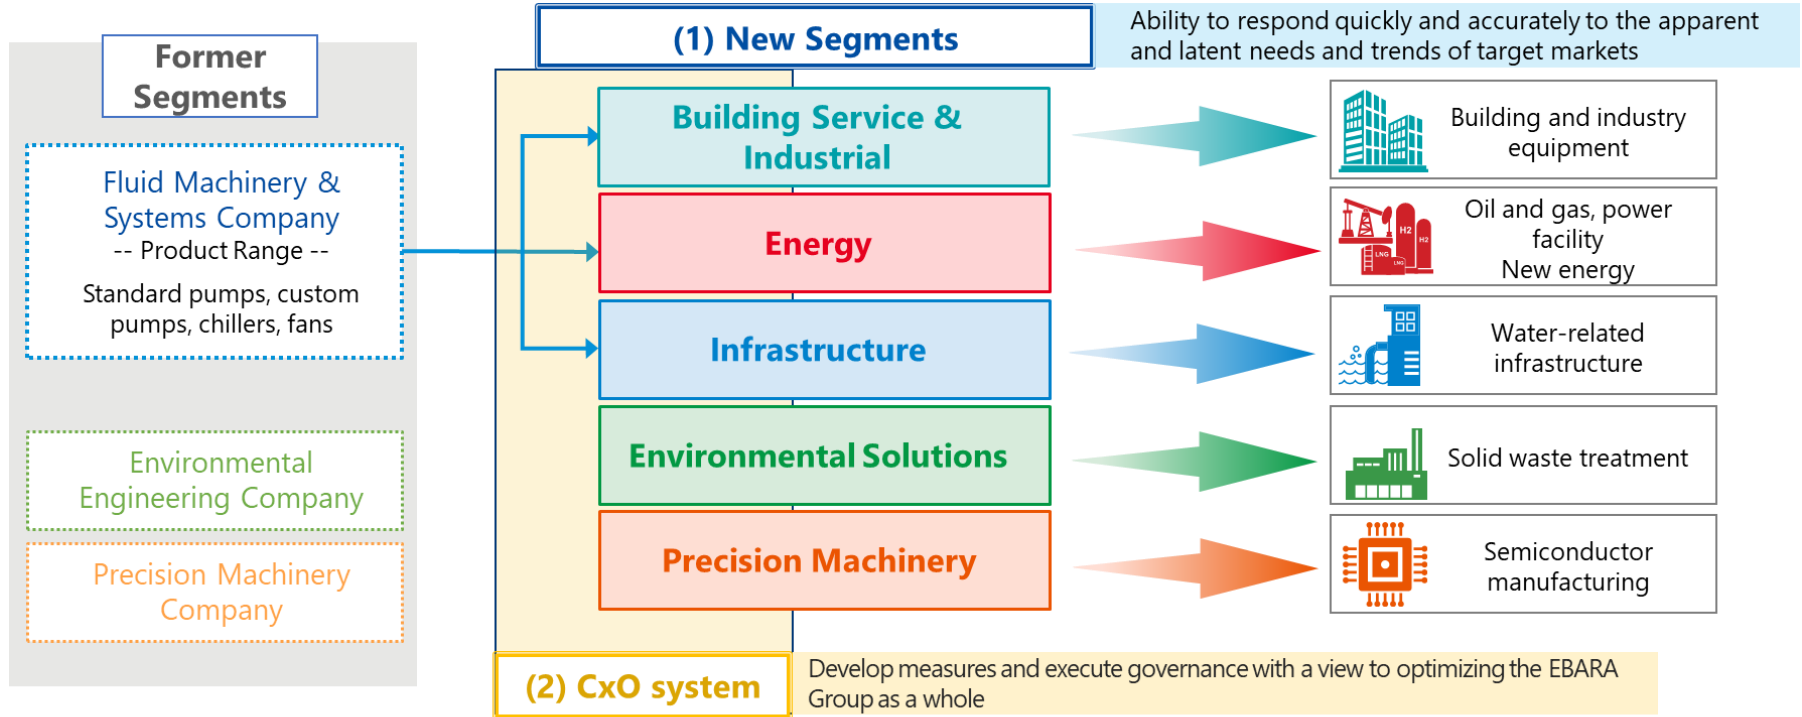 Former
Segments
Fluid Machinery &
Systems Company
-- Product Range --
Standard pumps, custom
pumps, chillers, fans
Environmental
Engineering Company
Precision Machinery
Company
(1) New Segments
Ability to respond quickly and accurately to the apparent
and latent needs and trends of target markets
Building Service &
Industrial
Building and industry
equipment
Energy
H2
H2
LNG
LNG
Oil and gas, power
facility
New energy
Infrastructure
Water-related
infrastructure
Environmental Solutions
Solid waste treatment
Precision Machinery
Semiconductor
manufacturing
(2) CxO system
Develop measures and execute governance with a view to optimizing the EBARA
Group as a whole